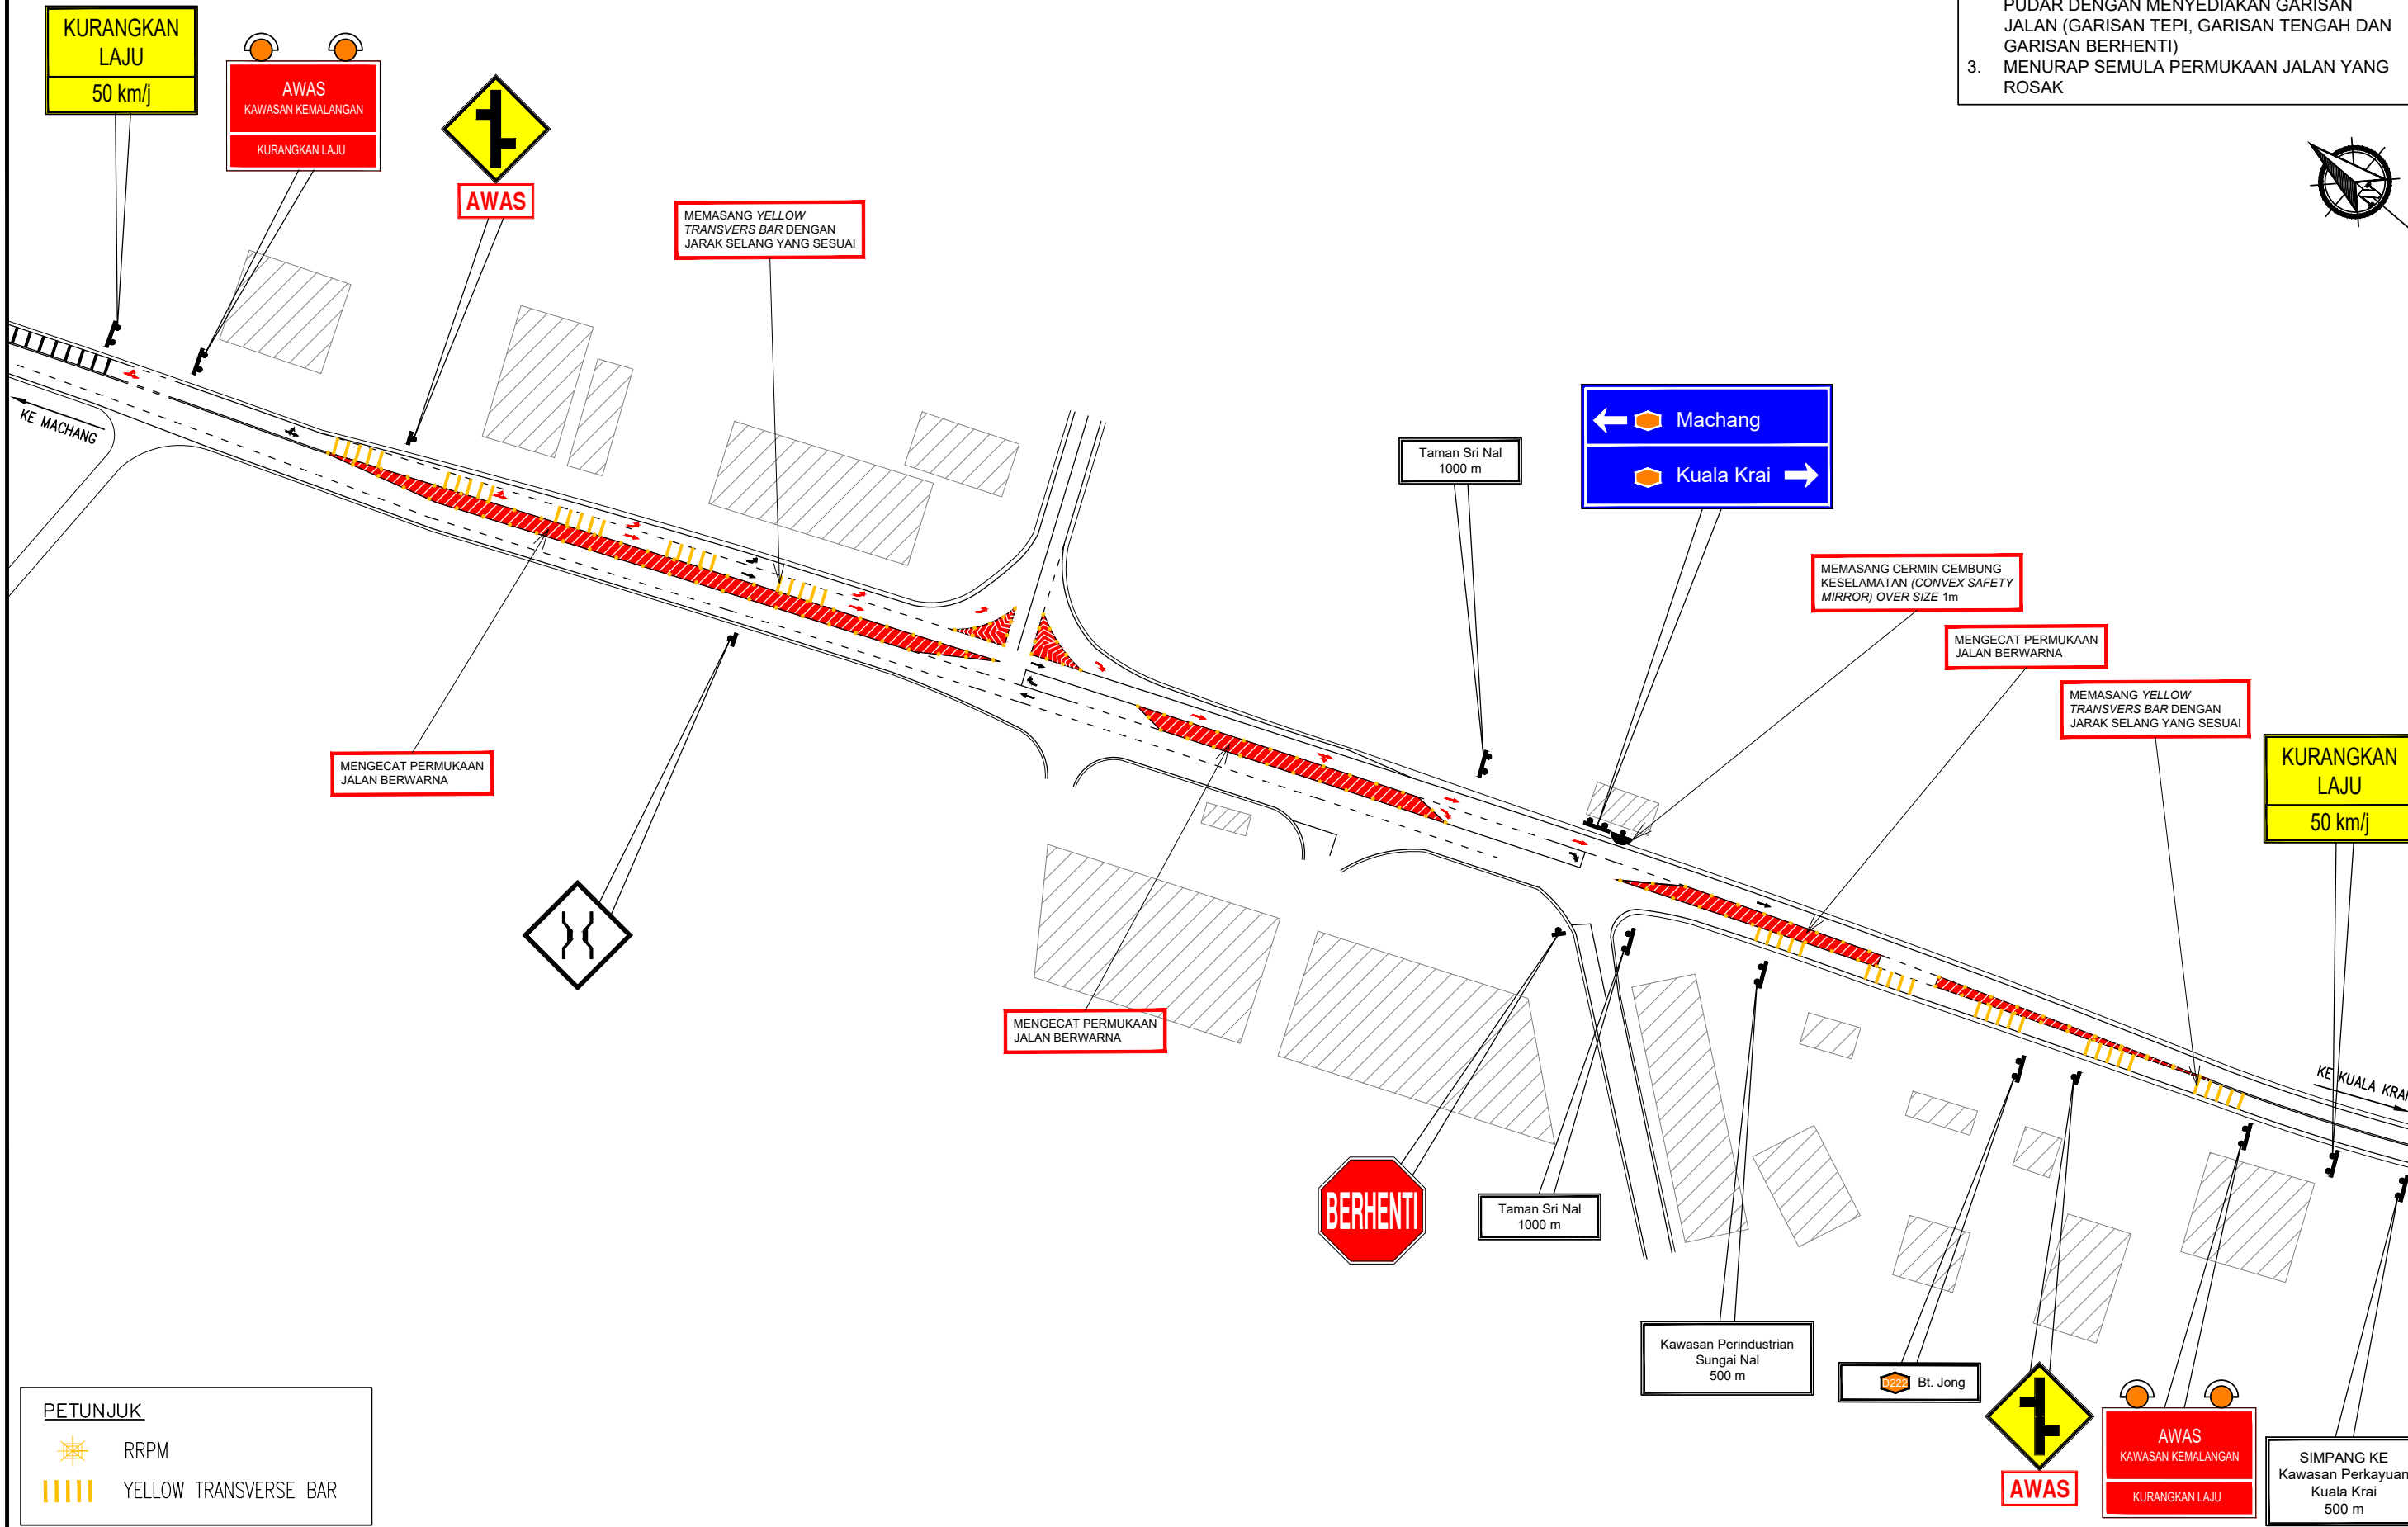 KURANGKAN
LAJU
50 km/j
AWAS
KAWASAN KEMALANGAN
KURANGKAN LAJU
AWAS
PUDAR DENGAN MENYEDIAKAN GARISAN
JALAN (GARISAN TEPI, GARISAN TENGAH DAN
GARISAN BERHENTI)
3. MENURAP SEMULA PERMUKAAN JALAN YANG
ROSAK
MEMASANG YELLOW
TRANSVERS BAR DENGAN
JARAK SELANG YANG SESUAI
KE MACHANG
Taman Sri Nal
1000 m
Machang
Kuala Krai
MEMASANG CERMIN CEMBUNG
KESELAMATAN (CONVEX SAFETY
MIRROR) OVER SIZE 1m
MENGECAT PERMUKAAN
JALAN BERWARNA
MEMASANG YELLOW
TRANSVERS BAR DENGAN
JARAK SELANG YANG SESUAI
KURANGKAN
LAJU
50 km/j
MENGECAT PERMUKAAN
JALAN BERWARNA
MENGECAT PERMUKAAN
JALAN BERWARNA
KE KUALA KRAI
BERHENTI
Taman Sri Nal
1000 m
Kawasan Perindustrian
Sungai Nal
500 m
D222 Bt. Jong
AWAS
AWAS
KAWASAN KEMALANGAN
KURANGKAN LAJU
SIMPANG KE
Kawasan Perkayuan
Kuala Krai
500 m
PETUNJUK
RRPM
YELLOW TRANSVERSE BAR